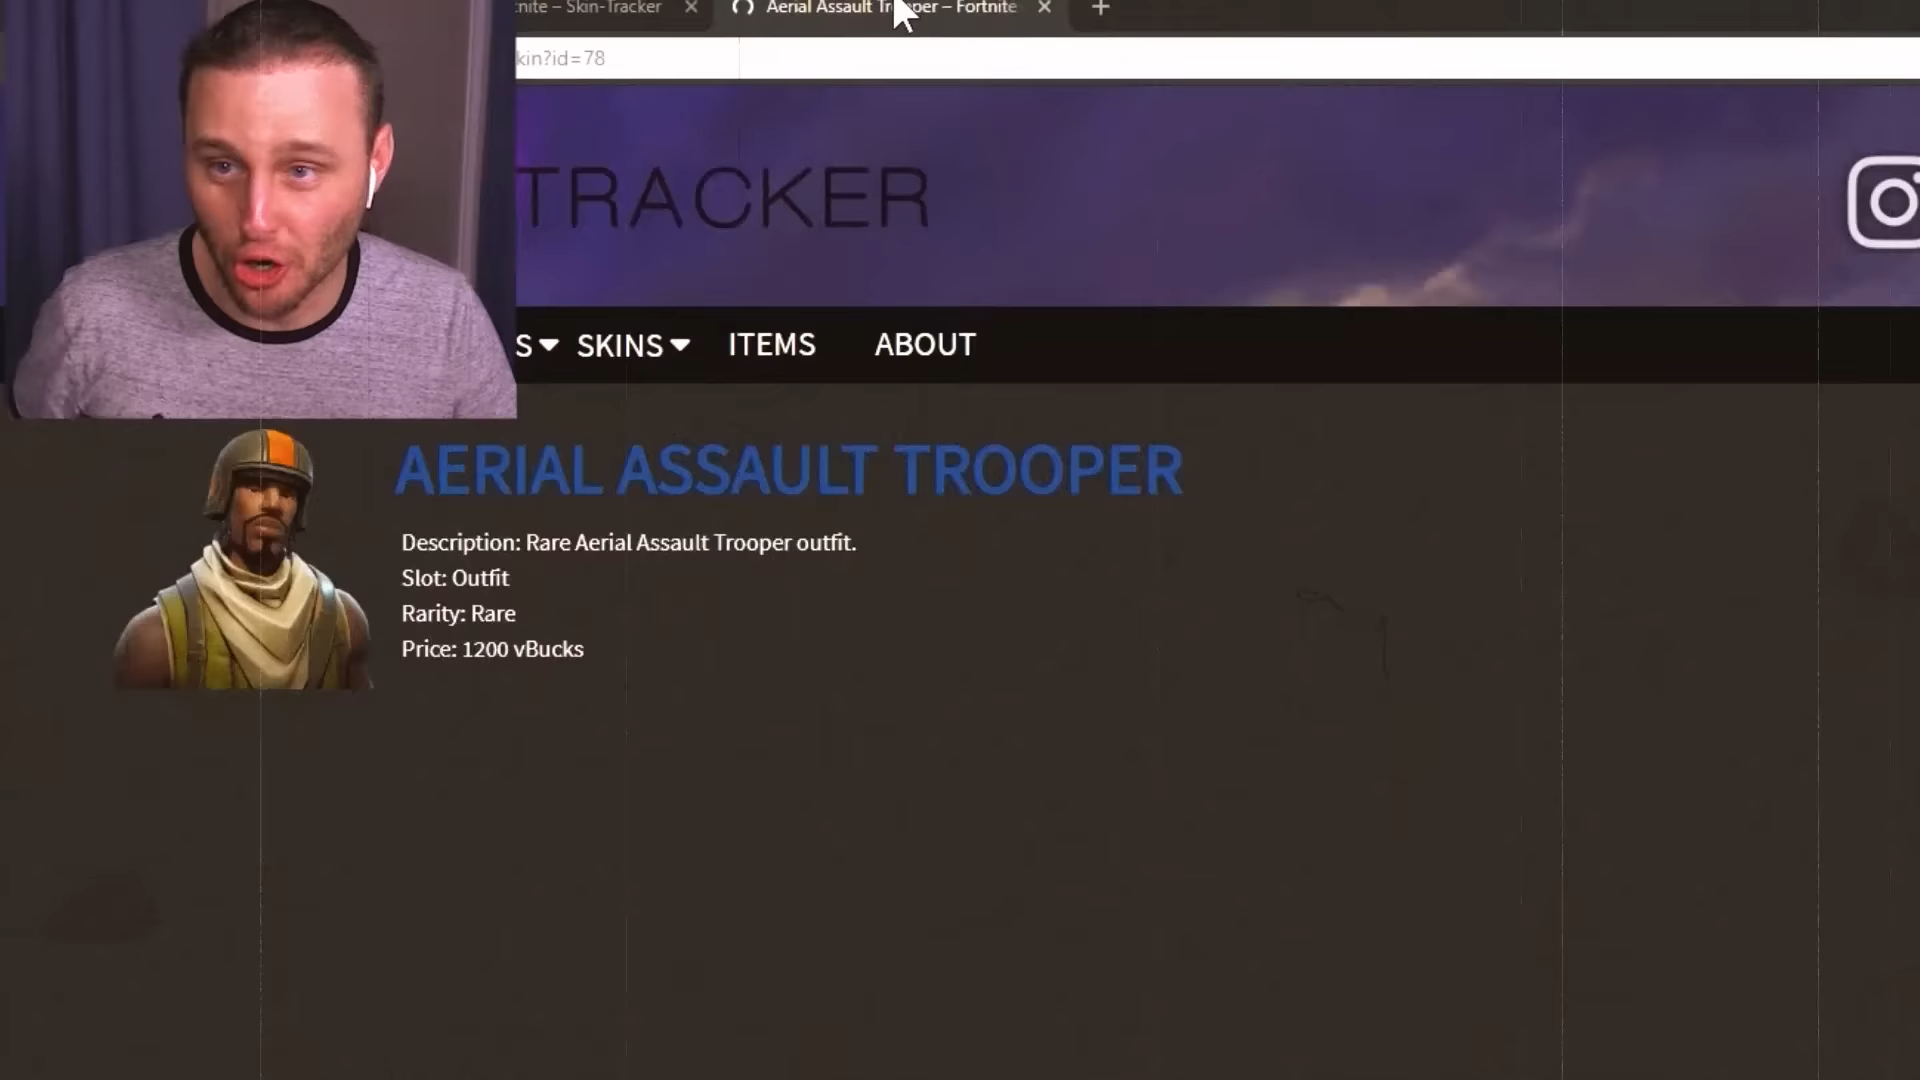 nite – Skin-Tracker
Aerial Assault Tr per – Fortnite
kin?id=78
TRACKER
S SKINS ITEMS ABOUT
AERIAL ASSAULT TROOPER
Description: Rare Aerial Assault Trooper outfit.
Slot: Outfit
Rarity: Rare
Price: 1200 vBucks